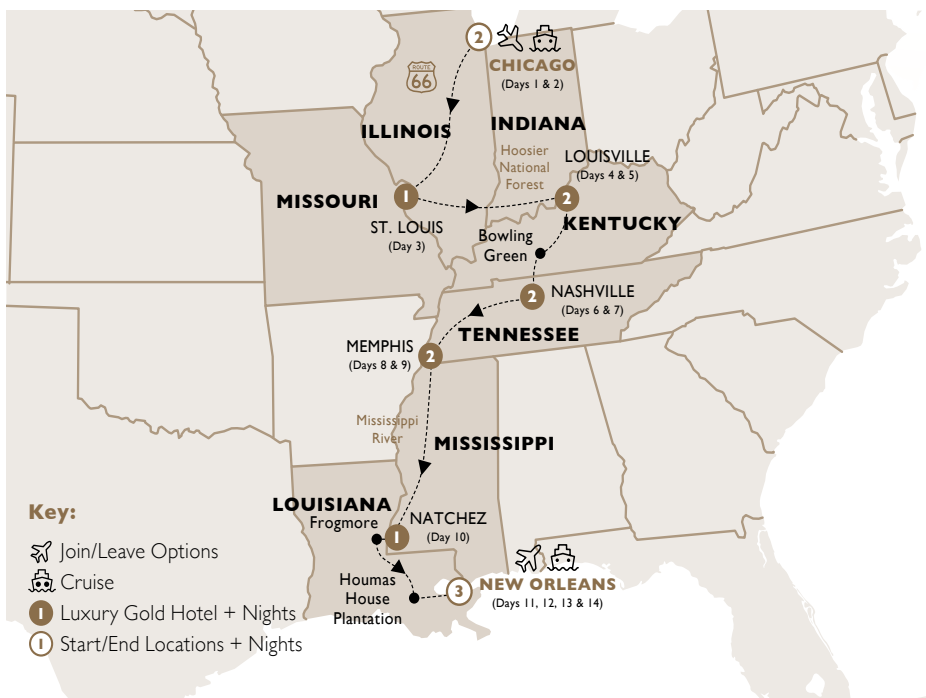 2
CHICAGO
(Days 1 & 2)
ROUTE
66
ILLINOIS
INDIANA
Hoosier
National
Forest
LOUISVILLE
(Days 4 & 5)
MISSOURI
1
2
ST. LOUIS
(Day 3)
KENTUCKY
Bowling
Green
2
NASHVILLE
(Days 6 & 7)
TENNESSEE
MEMPHIS
(Days 8 & 9)
2
Mississippi
River
MISSISSIPPI
LOUISIANA
Frogmore
NATCHEZ
(Day 10)
1
Houmas
House
Plantation
3
NEW ORLEANS
(Days 11, 12, 13 & 14)
Key:
Join/Leave Options
Cruise
1 Luxury Gold Hotel + Nights
1 Start/End Locations + Nights